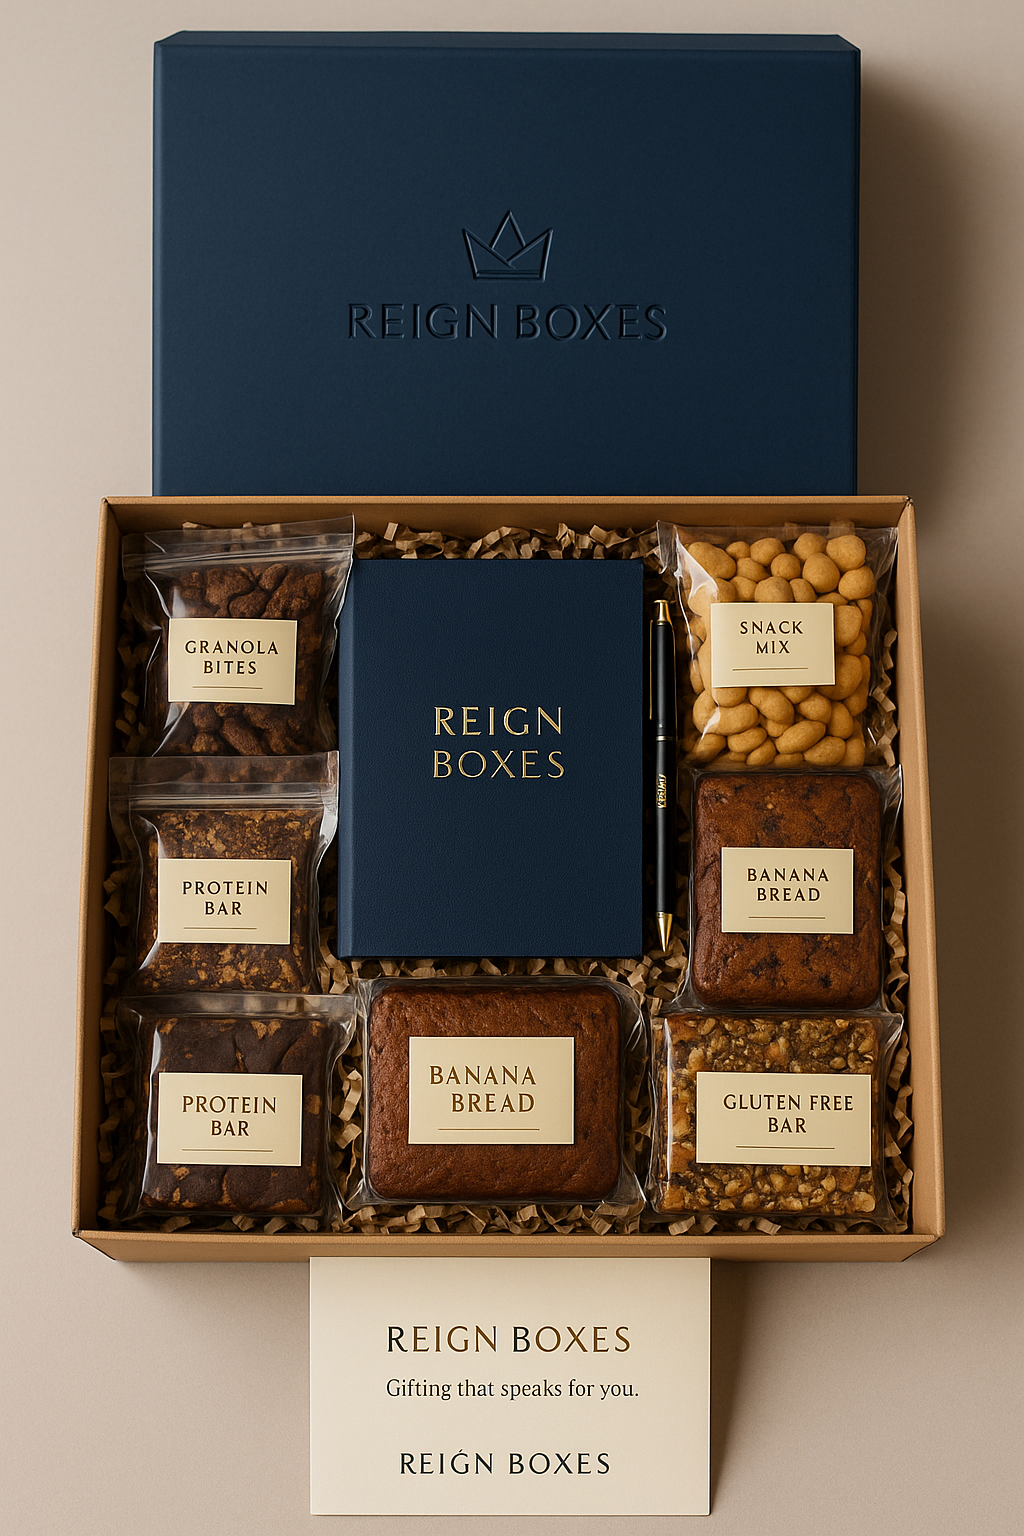 REIGN BOXES
GRANOLA
BITES
REIGN
BOXES
SNACK
MIX
PROTEIN
BAR
BANANA
BREAD
PROTEIN
BAR
BANANA
BREAD
GLUTEN FREE
BAR
REIGN BOXES
Gifting that speaks for you.
REIǴN BOXES